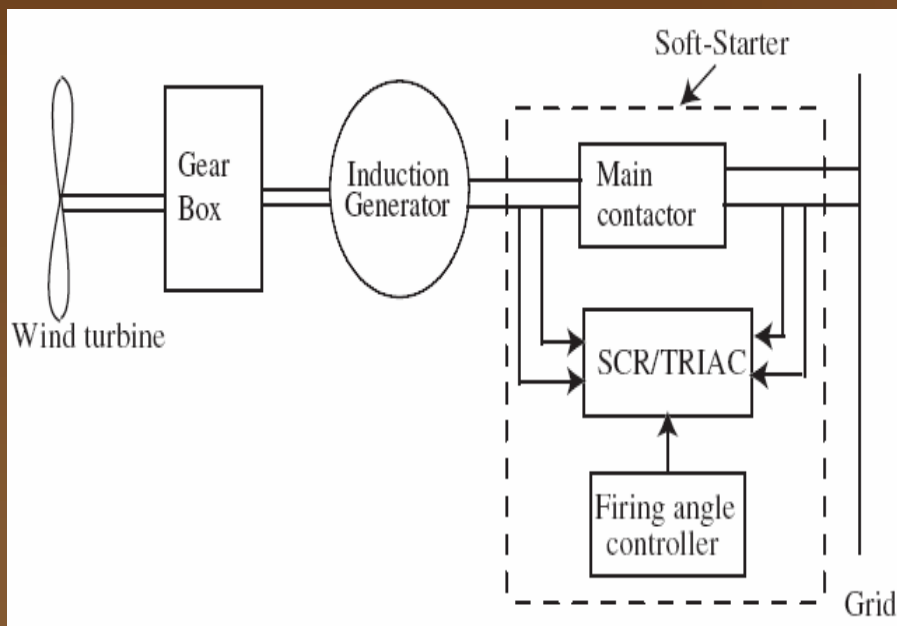 Soft-Starter
Gear
Box
Induction
Generator
Main
contactor
Wind turbine
SCR/TRIAC
Firing angle
controller
Grid